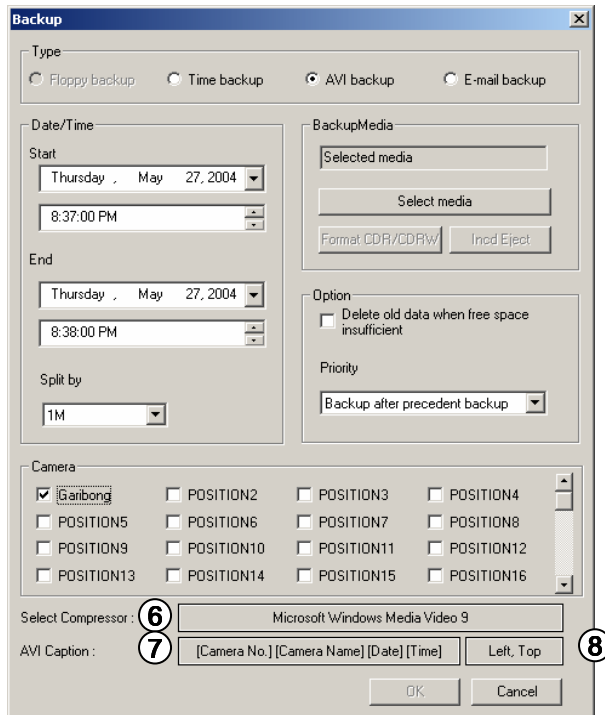 Backup
Type
Floppy backup Time backup AVI backup E-mail backup
Date/Time
Start
Thursday , May 27, 2004
8:37:00 PM
End
Thursday , May 27, 2004
8:38:00 PM
Split by
1M
BackupMedia
Selected media
Select media
Format CDR/CDRW Incd Eject
Option
Delete old data when free space
insufficient
Priority
Backup after precedent backup
Camera
Garibong POSITION2 POSITION3 POSITION4
POSITION5 POSITION6 POSITION7 POSITION8
POSITION9 POSITION10 POSITION11 POSITION12
POSITION13 POSITION14 POSITION15 POSITION16
Select Compressor : 6 Microsoft Windows Media Video 9
AVI Caption : 7 [Camera No.] [Camera Name] [Date] [Time] Left, Top 8
OK Cancel